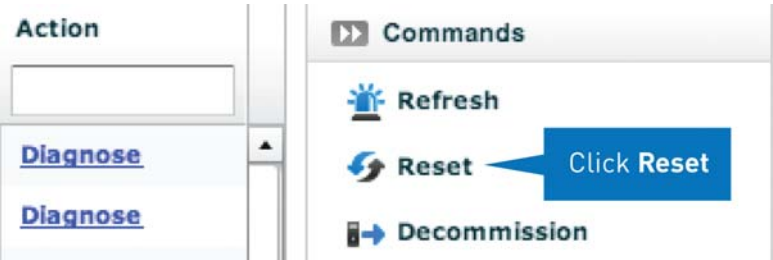 Action
Diagnose
Diagnose
Commands
Refresh
Reset
Click Reset
Decommission